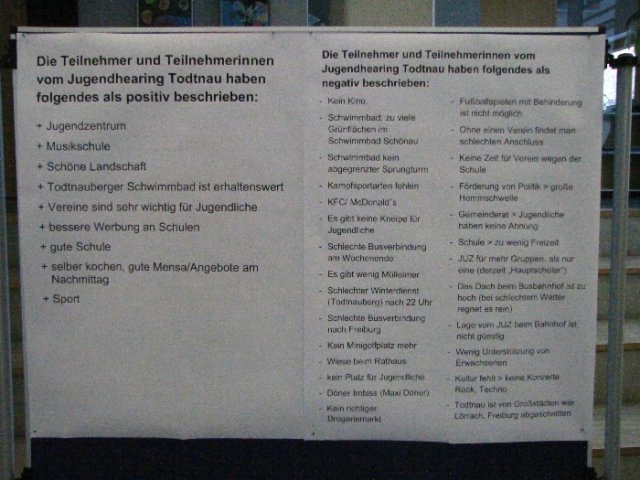 Die Teilnehmer und Teilnehmerinnen
vom Jugendhearing Todtnau haben
folgendes als positiv beschrieben:
+ Jugendzentrum
+ Musikschule
+ Schöne Landschaft
+ Todtnauberger Schwimmbad ist erhaltenswert
+ Vereine sind sehr wichtig für Jugendliche
+ bessere Werbung an Schulen
+ gute Schule
+ selber kochen, gute Mensa/Angebote am
Nachmittag
+ Sport
Die Teilnehmer und Teilnehmerinnen vom
Jugendhearing Todtnau haben folgendes als
negativ beschrieben:
- Kein Kino
- Schwimmbad: zu viele
Grünflächen im
Schwimmbad Schönau
- Schwimmbad kein
abgegrenzter Sprungturm
- Kampfsportarten fehlen
- KFC/ McDonald´s
- Es gibt keine Kneipe für
Jugendliche
- Schlechte Busverbindung
am Wochenende
- Es gibt wenig Mülleimer
- Schlechter Winterdienst
(Todtnauberg) nach 22 Uhr
- Schlechte Busverbindung
nach Freiburg
- Kein Minigolfplatz mehr
- Wiese beim Rathaus
- kein Platz für Jugendliche
- Döner Imbiss (Maxi Döner)
- Kein richtiger
Drogeriemarkt
- Fußballspielen mit Behinderung
ist nicht möglich
- Ohne einen Verein findet man
schlechten Anschluss
- Keine Zeit für Verein wegen der
Schule
- Förderung von Politik > große
Hemmschwelle
- Gemeinderat > Jugendliche
haben keine Ahnung
- Schule > zu wenig Freizeit
- JUZ für mehr Gruppen, als nur
eine (derzeit „Hauptschüler")
- Das Dach beim Busbahnhof ist zu
hoch (bei schlechtem Wetter
regnet es rein)
- Lage vom JUZ beim Bahnhof ist
nicht günstig
- Wenig Unterstützung von
Erwachsenen
- Kultur fehlt > keine Konzerte
Rock, Techno
- Todtnau ist von Großstädten wie
Lörrach, Freiburg abgeschnitten